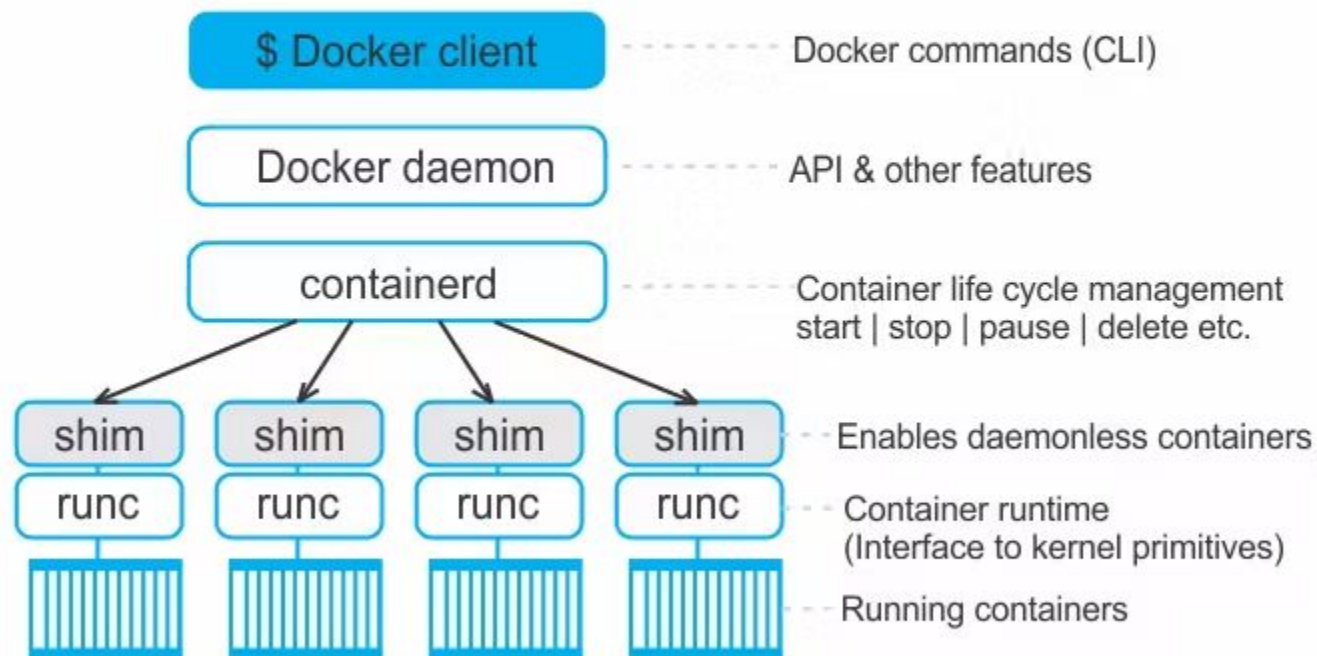 $ Docker client
Docker commands (CLI)
Docker daemon
API & other features
containerd
Container life cycle management
start | stop | pause | delete etc.
shim
shim
shim
shim
Enables daemonless containers
runc
runc
runc
runc
Container runtime
(Interface to kernel primitives)
Running containers